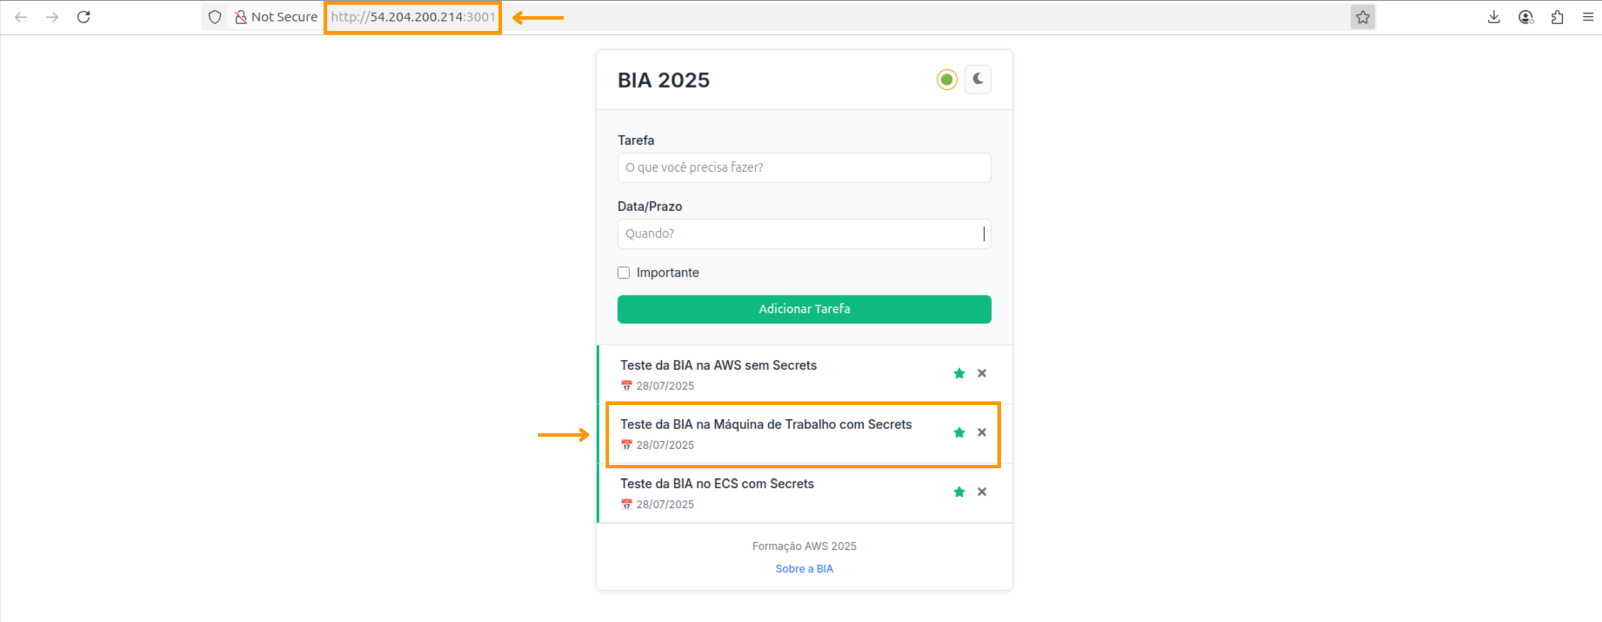 Not Secure http://54.204.200.214:3001
BIA 2025
Tarefa
O que você precisa fazer?
Data/Prazo
Quando?
Importante
Adicionar Tarefa
Teste da BIA na AWS sem Secrets
28/07/2025
Teste da BIA na Máquina de Trabalho com Secrets
28/07/2025
Teste da BIA no ECS com Secrets
28/07/2025
Formação AWS 2025
Sobre a BIA